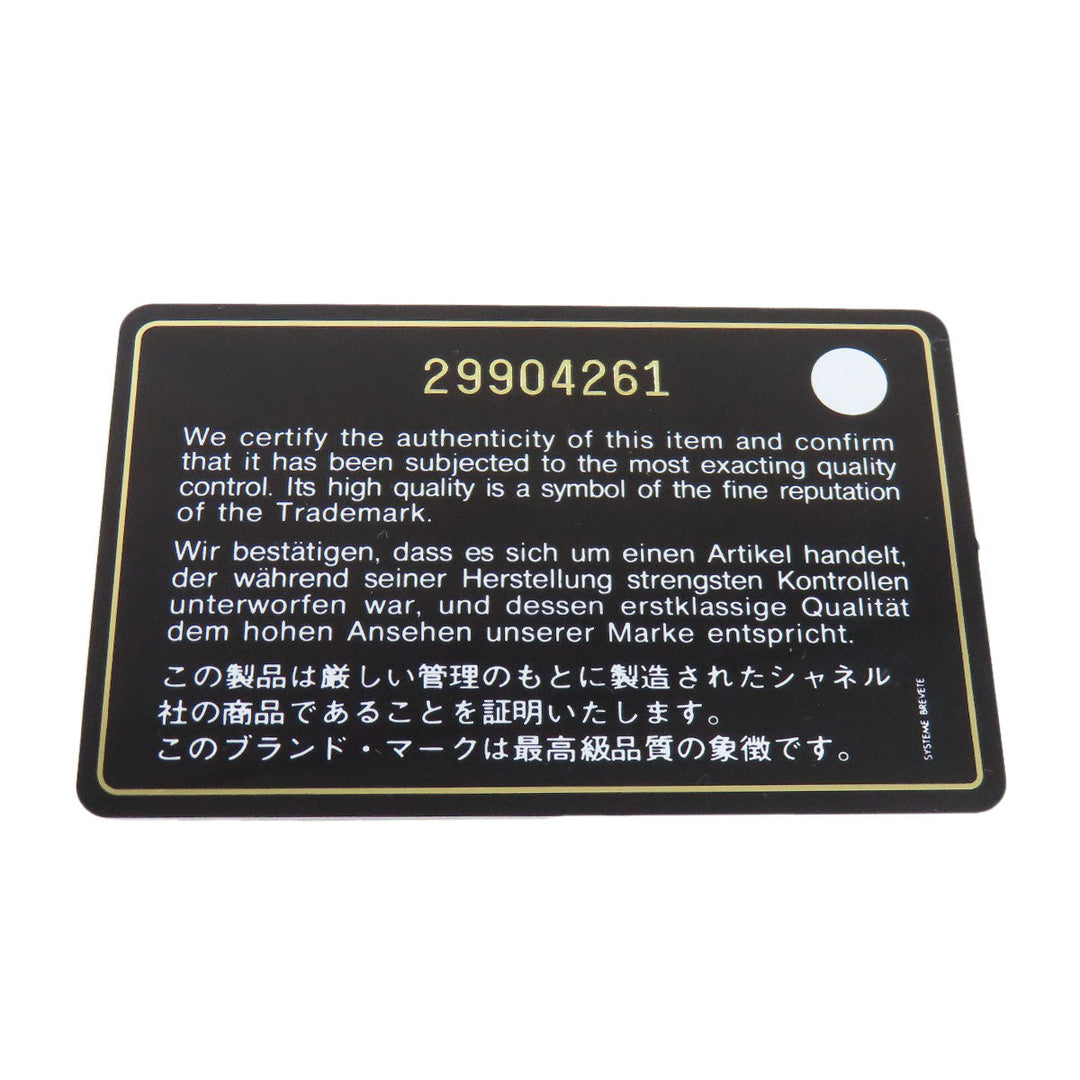 29904261
We certify the authenticity of this item and confirm
that it has been subjected to the most exacting quality
control. Its high quality is a symbol of the fine reputation
of the Trademark.
Wir bestätigen, dass es sich um einen Artikel handelt,
der während seiner Herstellung strengsten Kontrollen
unterworfen war, und dessen erstklassige Qualität
dem hohen Ansehen unserer Marke entspricht.
この製品は厳しい管理のもとに製造されたシャネル
社の商品であることを証明いたします。
このブランド・マークは最高級品質の象徴です。
SYSTEME BREVETE